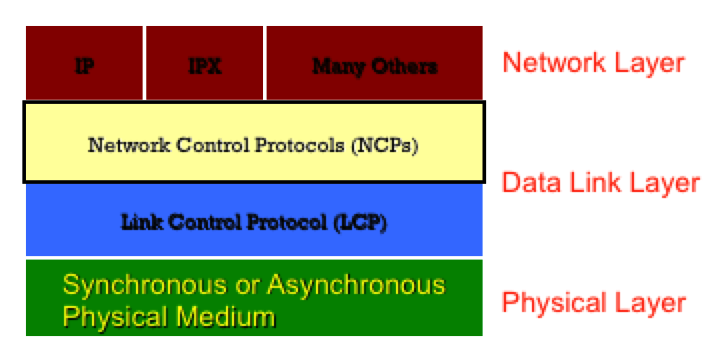 IP IPX Many Others Network Layer
Network Control Protocols (NCPs)
Data Link Layer
Link Control Protocol (LCP)
Synchronous or Asynchronous
Physical Medium
Physical Layer